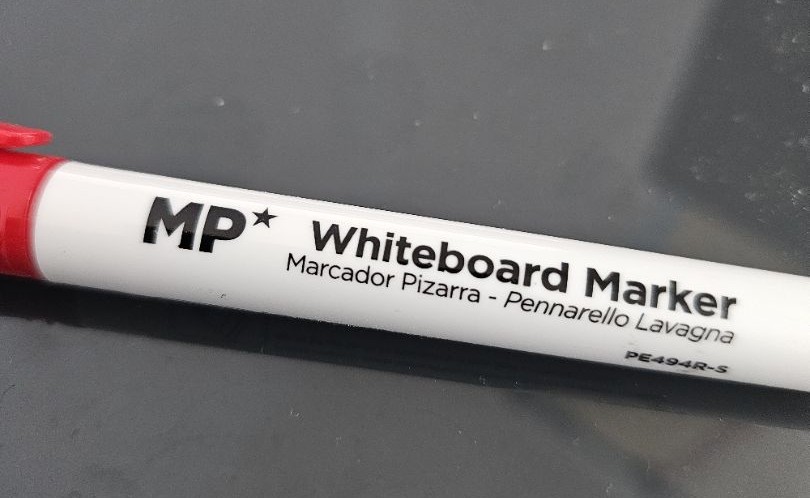 MP★ Whiteboard Marker
Marcador Pizarra - Pennarello Lavagna
PE494R-S